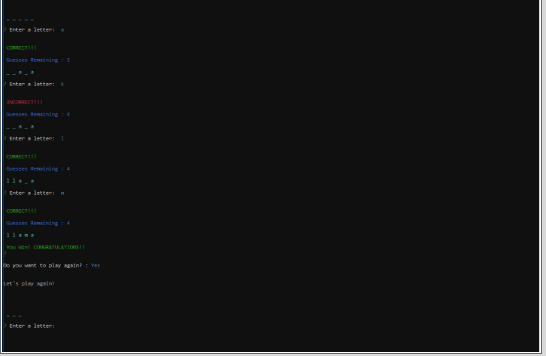 _ _ _ _ _
? Enter a letter: a
CORRECT!!!
Guesses Remaining : 5
_ _ a _ a
? Enter a letter:
INCORRECT!!!
Guesses Remaining : 4
_ _ a _ a
? Enter a letter: l
CORRECT!!!
Guesses Remaining : 4
l l a _ a
? Enter a letter: m
CORRECT!!!
Guesses Remaining : 4
l l a m a
You Win! CONGRATULATIONS!!
?
Do you want to play again? : Yes
Let's play again!
_ _ _
? Enter a letter: